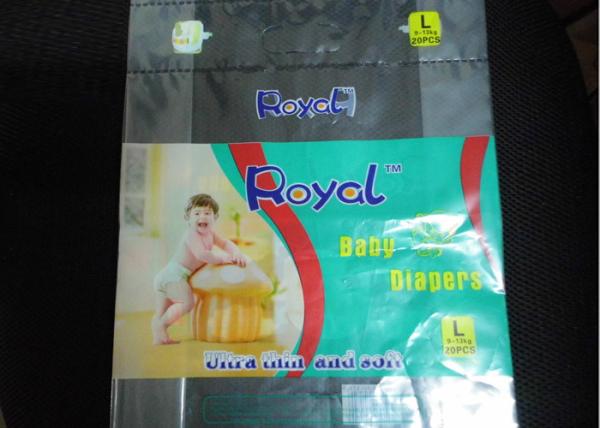 L
9-13kg
20PCS
Royal™
Royal™
Baby
Diapers
L
9-13kg
20PCS
Ultra thin and soft